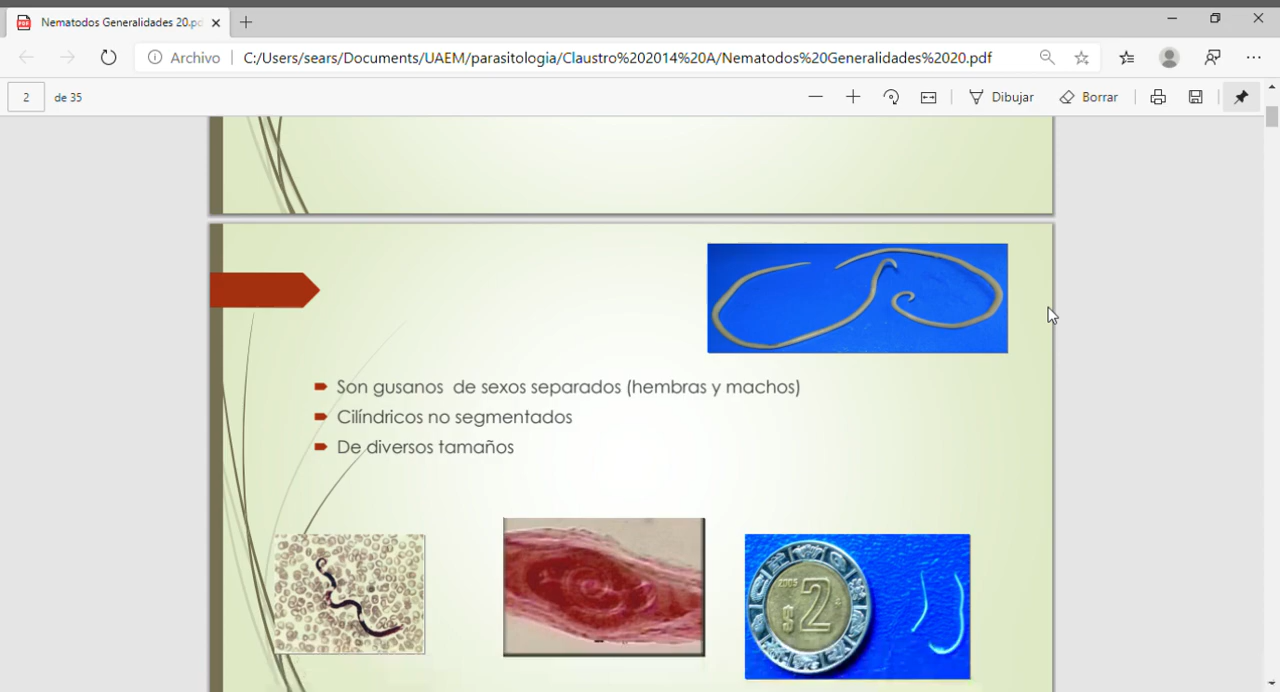 Nematodos Generalidades 20.pd
Archivo
C:/Users/sears/Documents/UAEM/parasitologia/Claustro%202014%20A/Nematodos%20Generalidades%2020.pdf
2 de 35
Dibujar
Borrar
Son gusanos de sexos separados (hembras y machos)
Cilíndricos no segmentados
De diversos tamaños
2005
$2